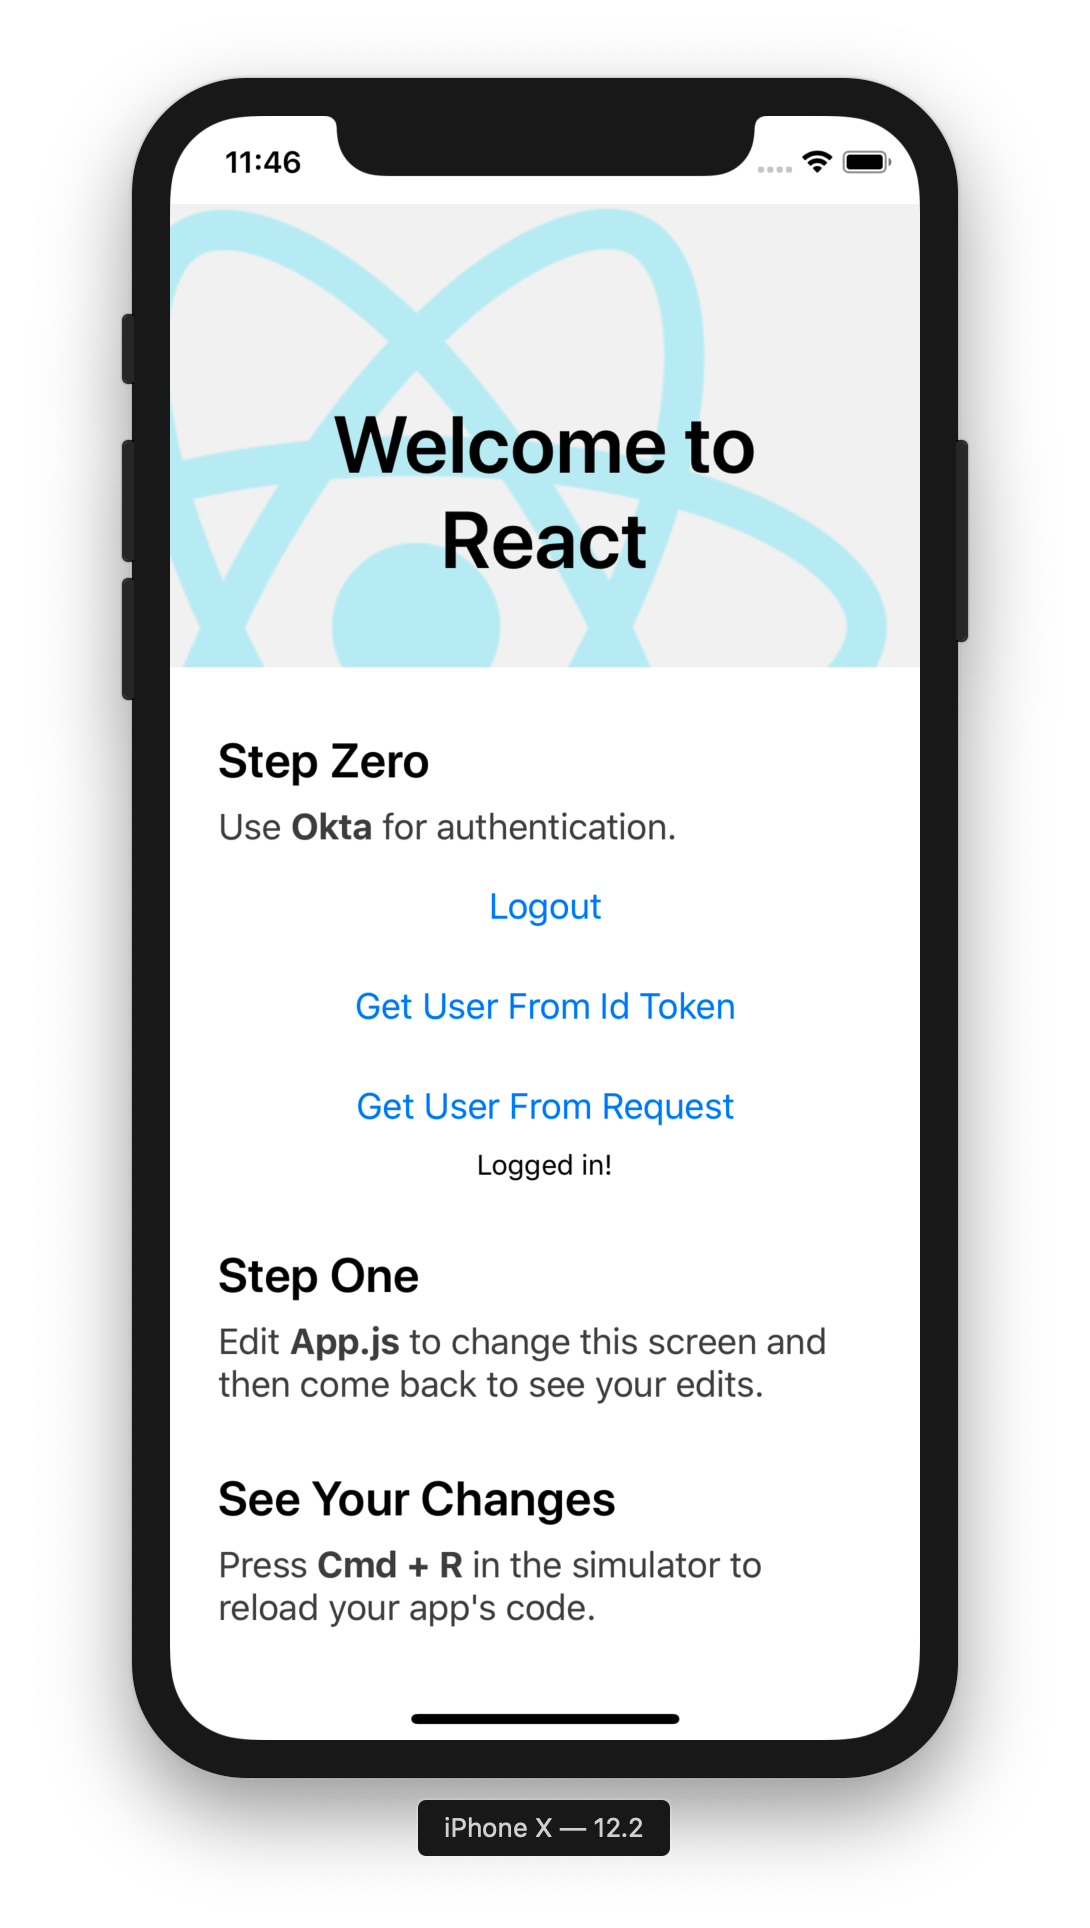 11:46
Welcome to
React
Step Zero
Use Okta for authentication.
Logout
Get User From Id Token
Get User From Request
Logged in!
Step One
Edit App.js to change this screen and
then come back to see your edits.
See Your Changes
Press Cmd + R in the simulator to
reload your app's code.
iPhone X — 12.2